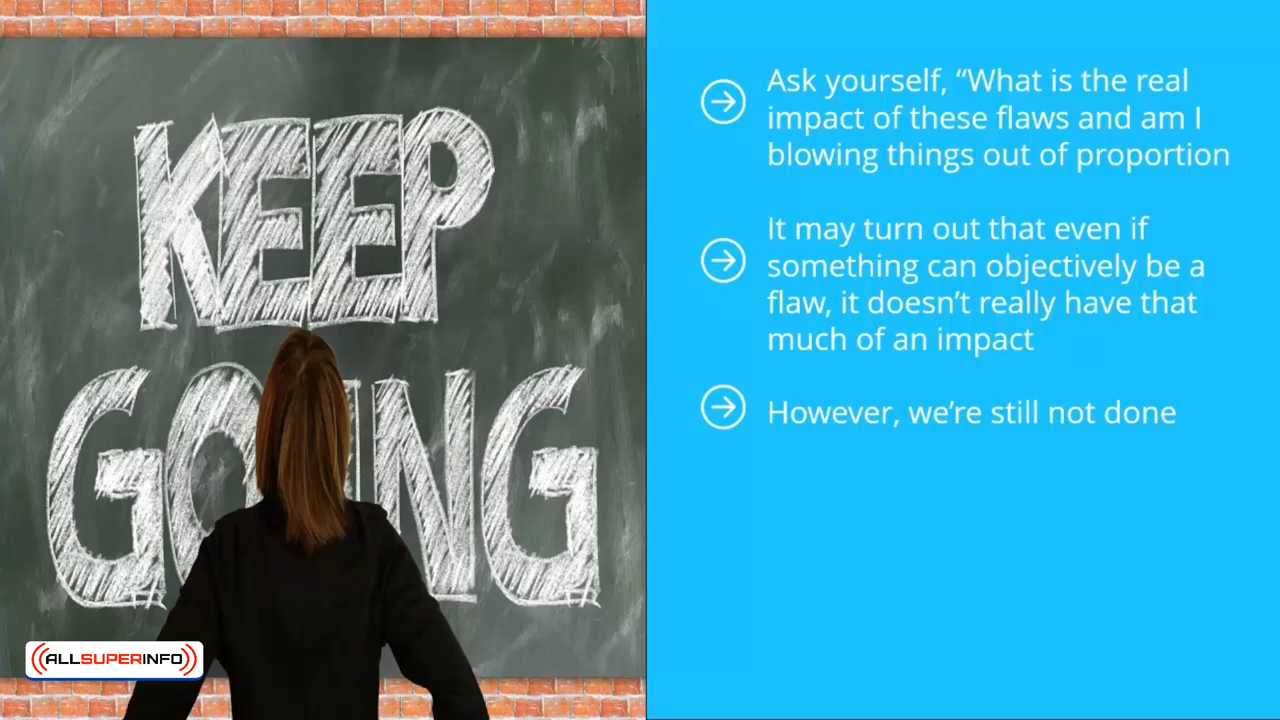 KEEP
GOING
Ask yourself, “What is the real
impact of these flaws and am I
blowing things out of proportion
It may turn out that even if
something can objectively be a
flaw, it doesn’t really have that
much of an impact
However, we’re still not done
ALLSUPERINFO